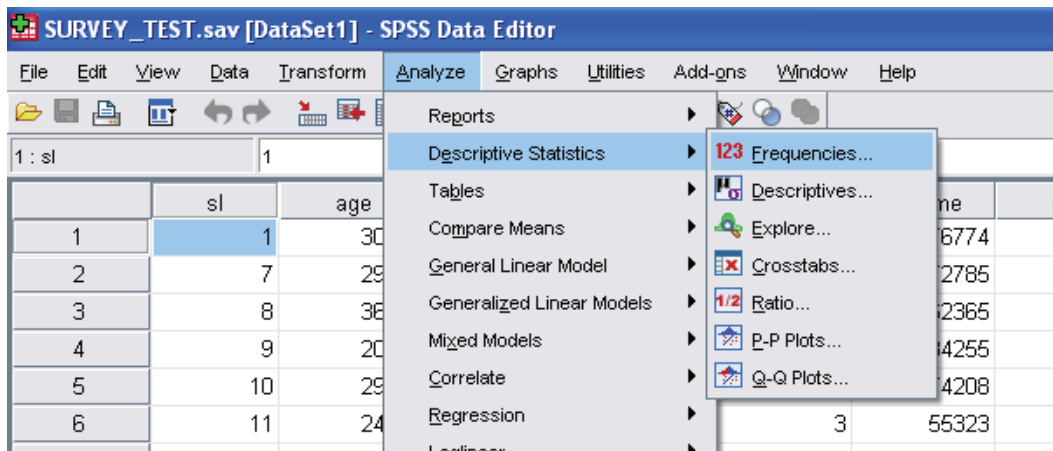 SURVEY_TEST.sav [DataSet1] - SPSS Data Editor
File Edit View Data Transform Analyze Graphs Utilities Add-ons Window Help
1 : sl 1
Reports
Descriptive Statistics
Tables
Compare Means
General Linear Model
Generalized Linear Models
Mixed Models
Correlate
Regression
123 Frequencies...
Descriptives...
Explore...
Crosstabs...
1/2 Ratio...
P-P Plots...
Q-Q Plots...
sl age
1 1 30
2 7 29
3 8
4 9 20
5 10 29
6 11 24 3 55323